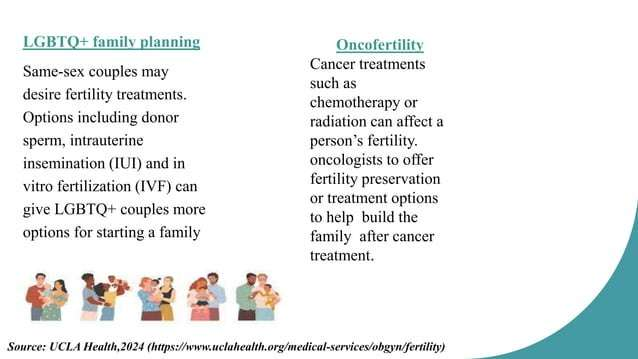 LGBTQ+ family planning
Same-sex couples may
desire fertility treatments.
Options including donor
sperm, intrauterine
insemination (IUI) and in
vitro fertilization (IVF) can
give LGBTQ+ couples more
options for starting a family
Oncofertility
Cancer treatments
such as
chemotherapy or
radiation can affect a
person’s fertility.
oncologists to offer
fertility preservation
or treatment options
to help build the
family after cancer
treatment.
Source: UCLA Health,2024 (https://www.uclahealth.org/medical-services/obgyn/fertility)